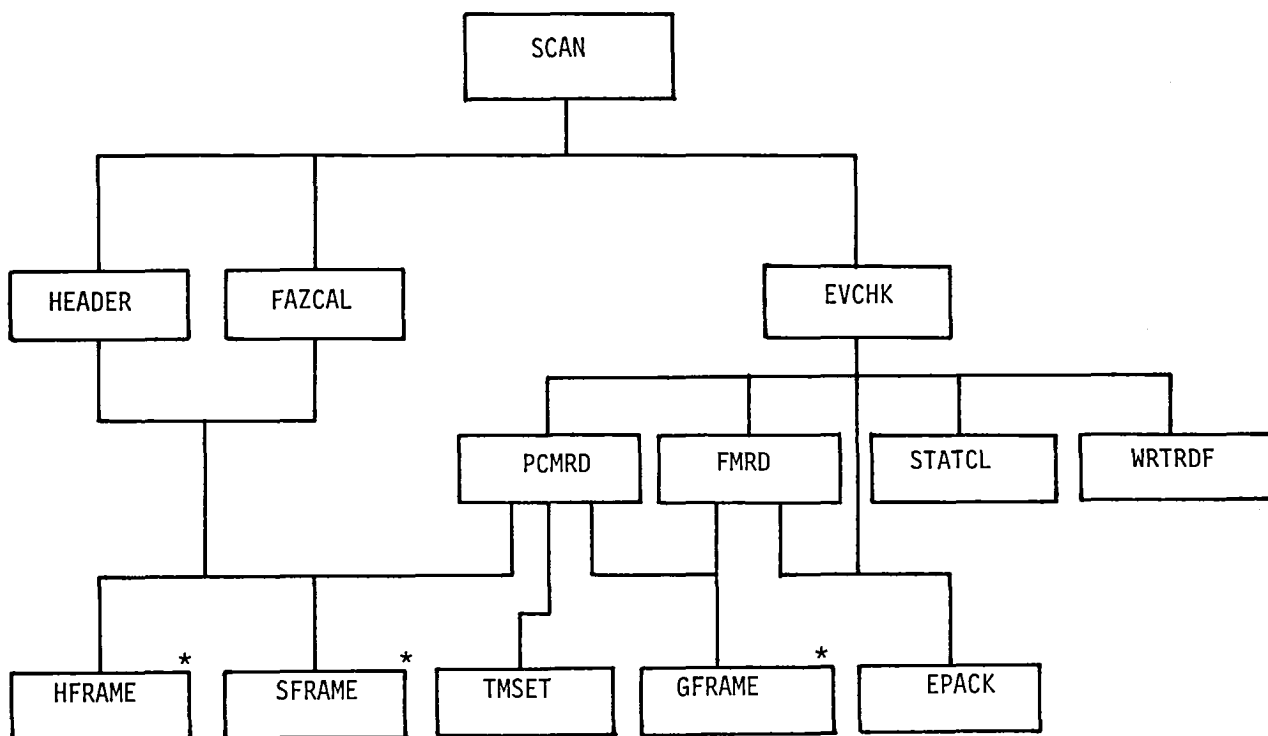 SCAN
HEADER
FAZCAL
EVCHK
PCMRD
FMRD
STATCL
WRTRDF
* * *
HFRAME
SFRAME
TMSET
GFRAME
EPACK